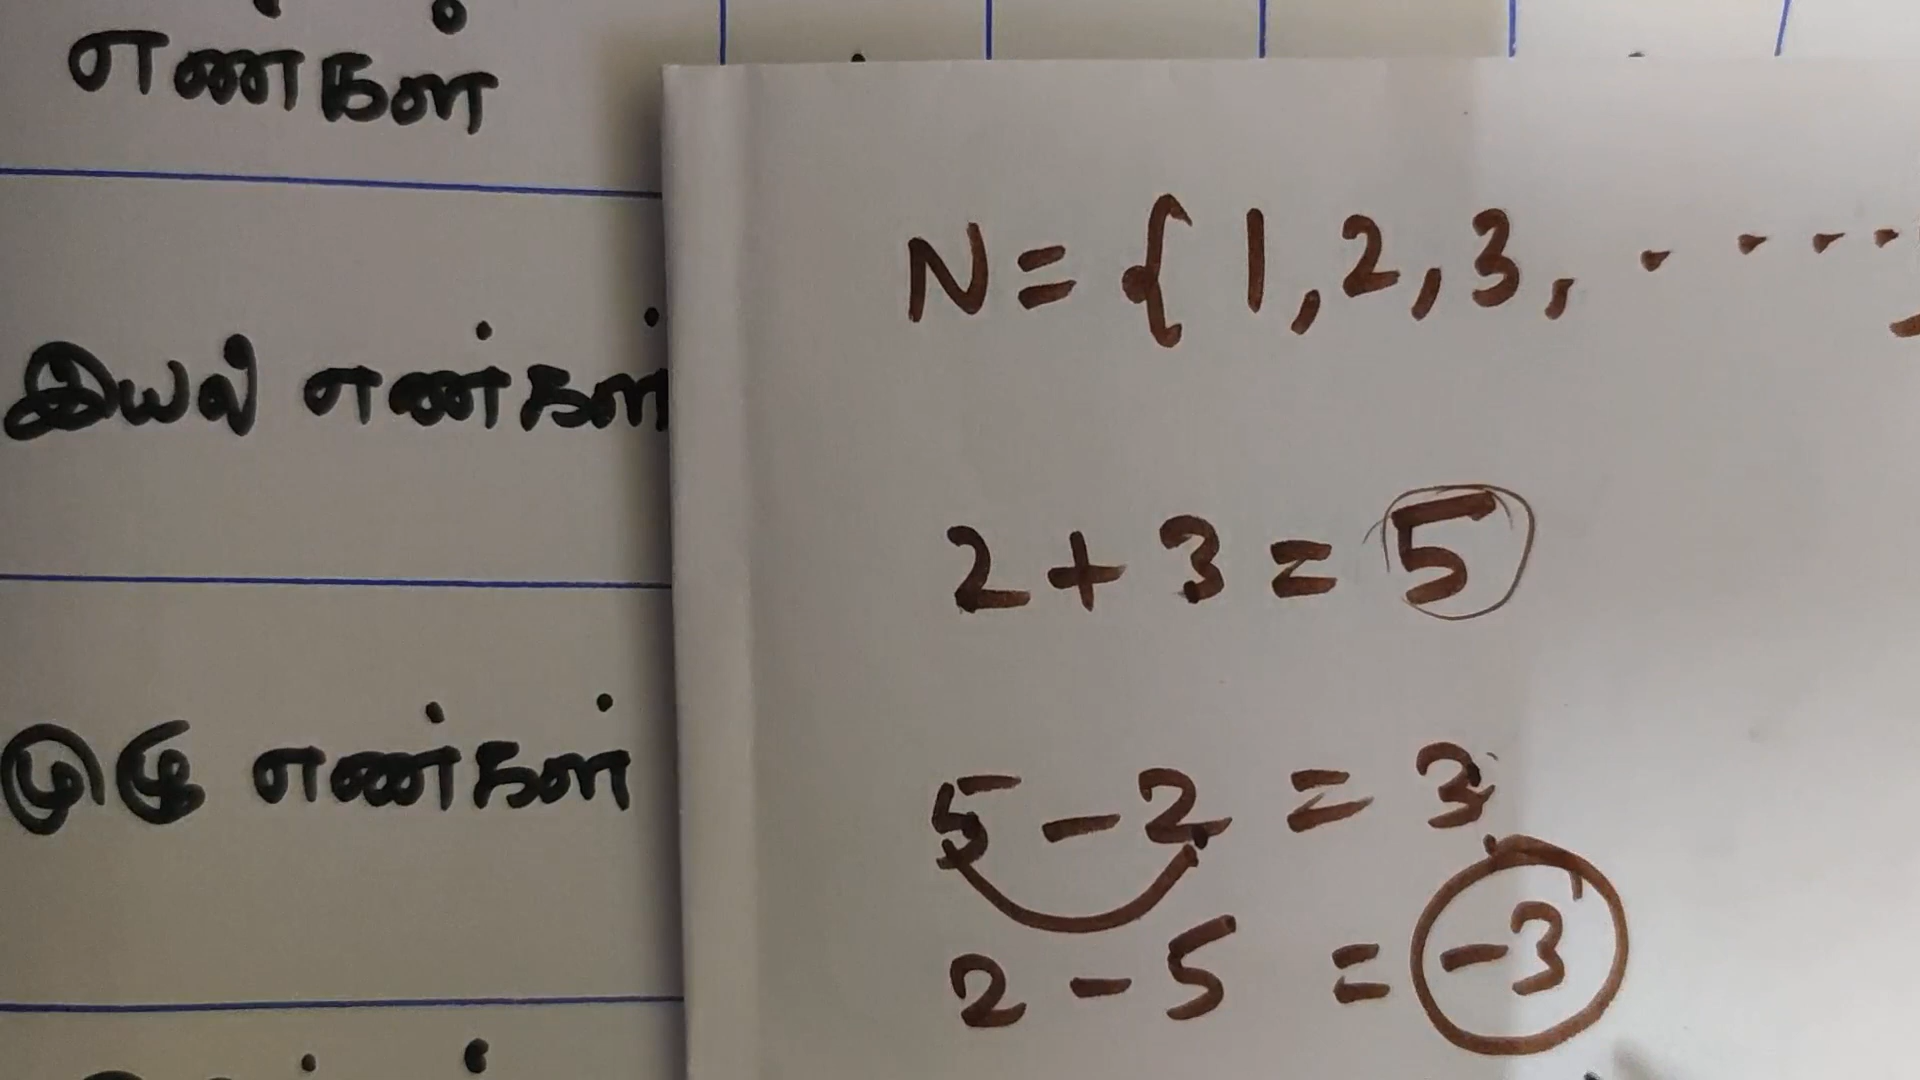 எண்கள்
இயல் எண்கள்
முழு எண்கள்
N = { 1, 2, 3, . . . .
2 + 3 = 5
5 - 2 = 3
2 - 5 = -3